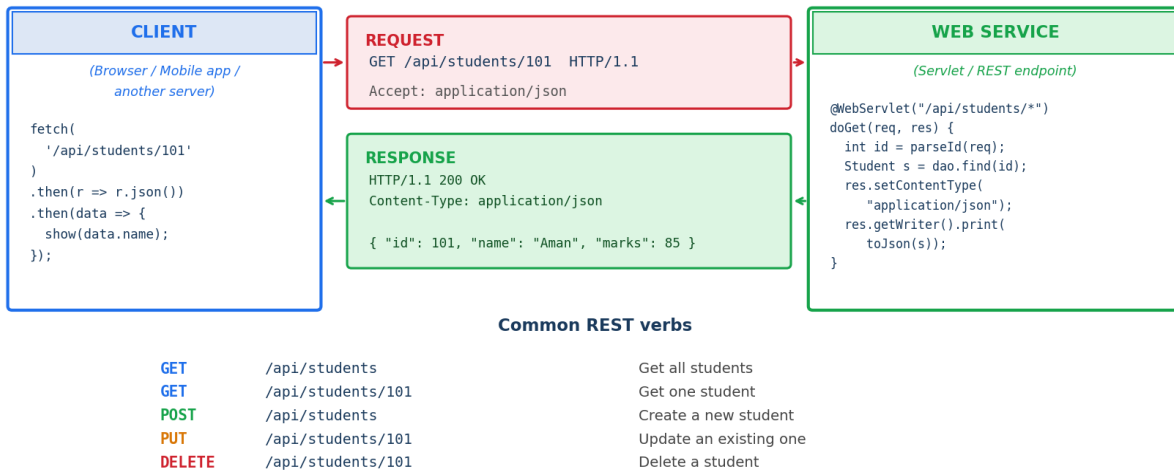 CLIENT
(Browser / Mobile app /
another server)
fetch(
  '/api/students/101'
)
.then(r => r.json())
.then(data => {
  show(data.name);
});
REQUEST
GET /api/students/101  HTTP/1.1
Accept: application/json
RESPONSE
HTTP/1.1 200 OK
Content-Type: application/json
{ "id": 101, "name": "Aman", "marks": 85 }
WEB SERVICE
(Servlet / REST endpoint)
@WebServlet("/api/students/*")
doGet(req, res) {
  int id = parseId(req);
  Student s = dao.find(id);
  res.setContentType(
     "application/json");
  res.getWriter().print(
     toJson(s));
}
Common REST verbs
GET /api/students Get all students
GET /api/students/101 Get one student
POST /api/students Create a new student
PUT /api/students/101 Update an existing one
DELETE /api/students/101 Delete a student